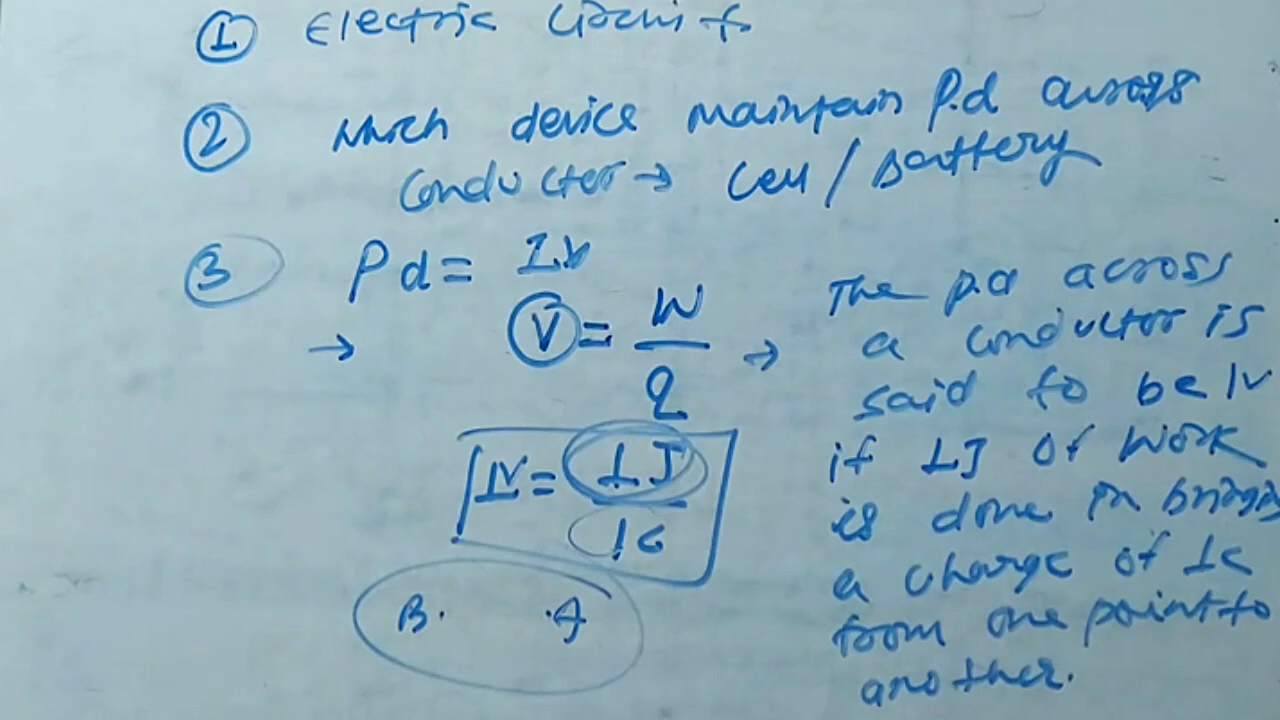 ① Electric Circuits
② Which device maintain P.d across
conductor → Cell / Battery
③ Pd = 1V
→ V = W / Q
1V = 1J / 1C
B. .A
→ The p.d across
a conductor is
said to be 1V
if 1J of work
is done in bringing
a charge of 1c
from one point to
another.